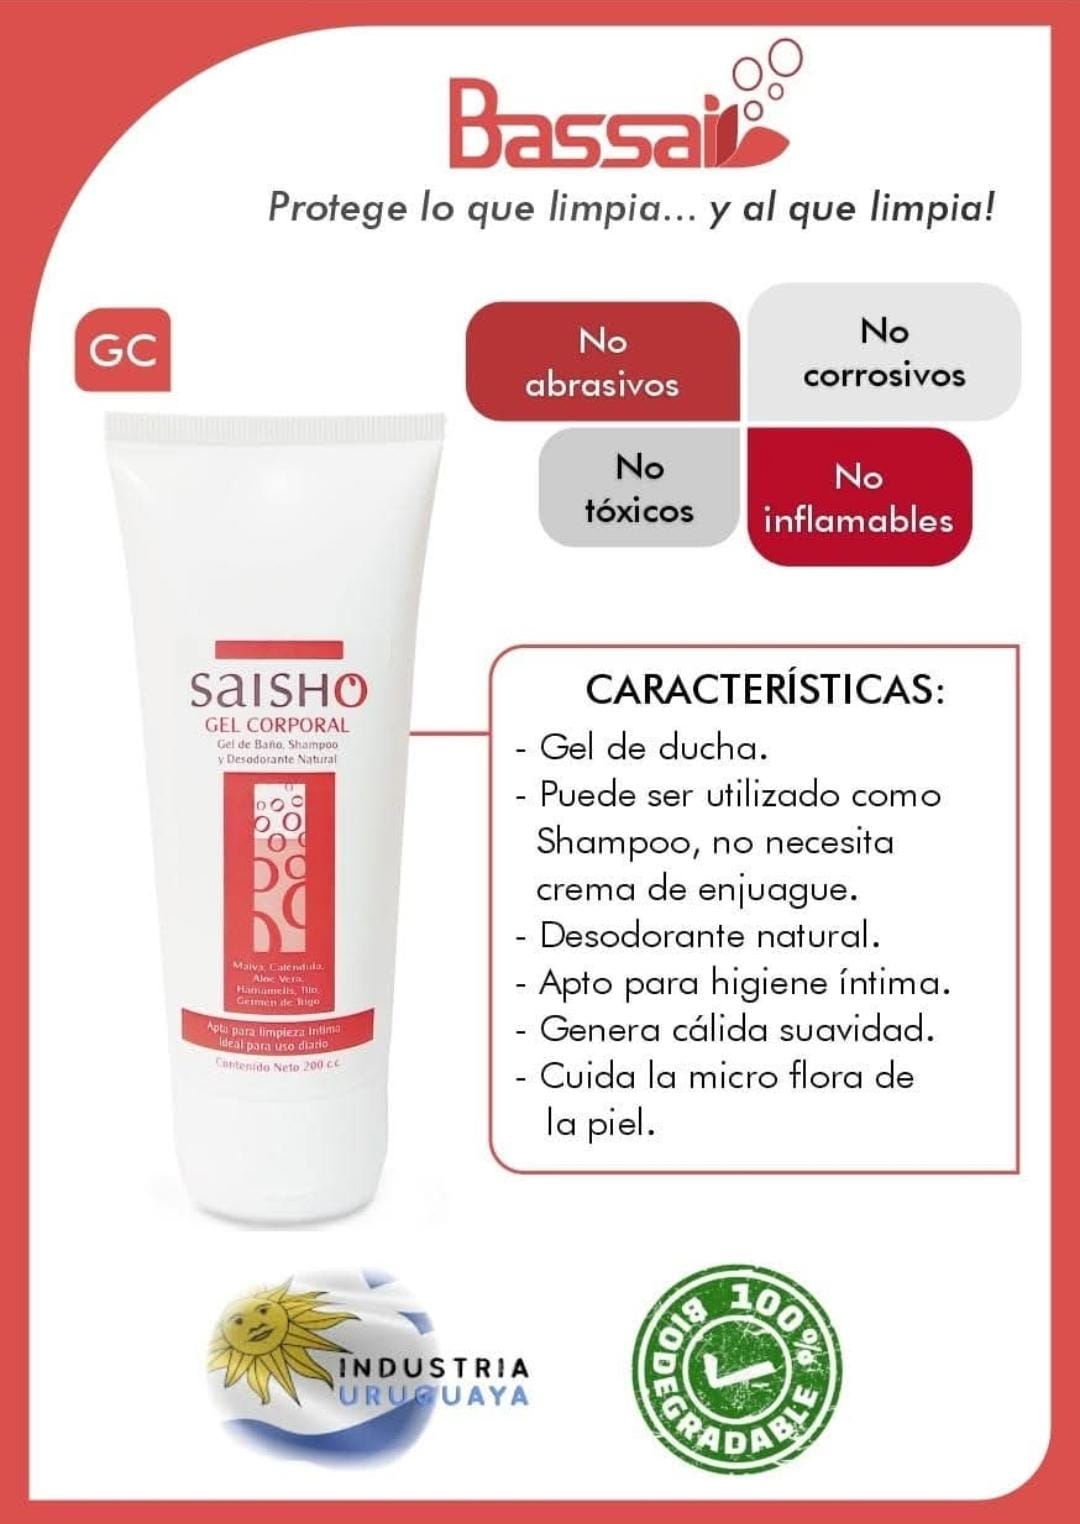 Bassai
Protege lo que limpia... y al que limpia!
GC
No
abrasivos
No
corrosivos
No
tóxicos
No
inflamables
SaISHO
GEL CORPORAL
Gel de Baño, Shampoo
y Desodorante Natural
Malva, Caléndula,
Aloe Vera,
Hamamelis, Tilo,
Germen de Trigo
Apta para limpieza íntima
Ideal para uso diario
Contenido Neto 200 cc
CARACTERÍSTICAS:
- Gel de ducha.
- Puede ser utilizado como
Shampoo, no necesita
crema de enjuague.
- Desodorante natural.
- Apto para higiene íntima.
- Genera cálida suavidad.
- Cuida la micro flora de
la piel.
INDUSTRIA
URUGUAYA
100%
BIODEGRADABLE